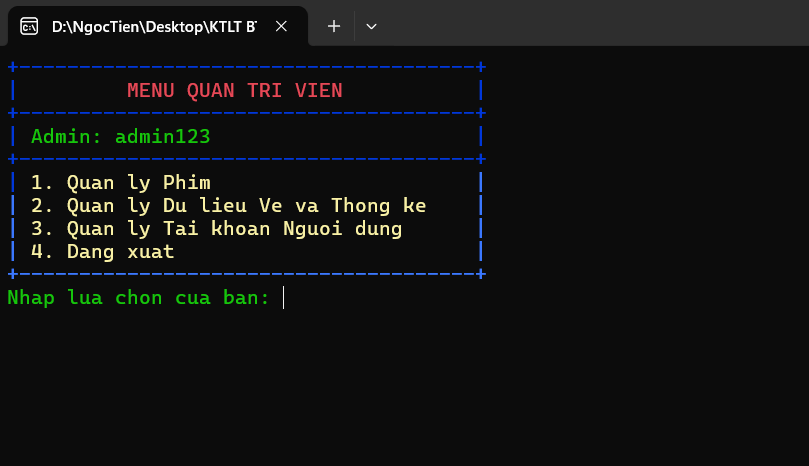 D:\NgocTien\Desktop\KTLT B
MENU QUAN TRI VIEN
Admin: admin123
1. Quan ly Phim
2. Quan ly Du lieu Ve va Thong ke
3. Quan ly Tai khoan Nguoi dung
4. Dang xuat
Nhap lua chon cua ban: